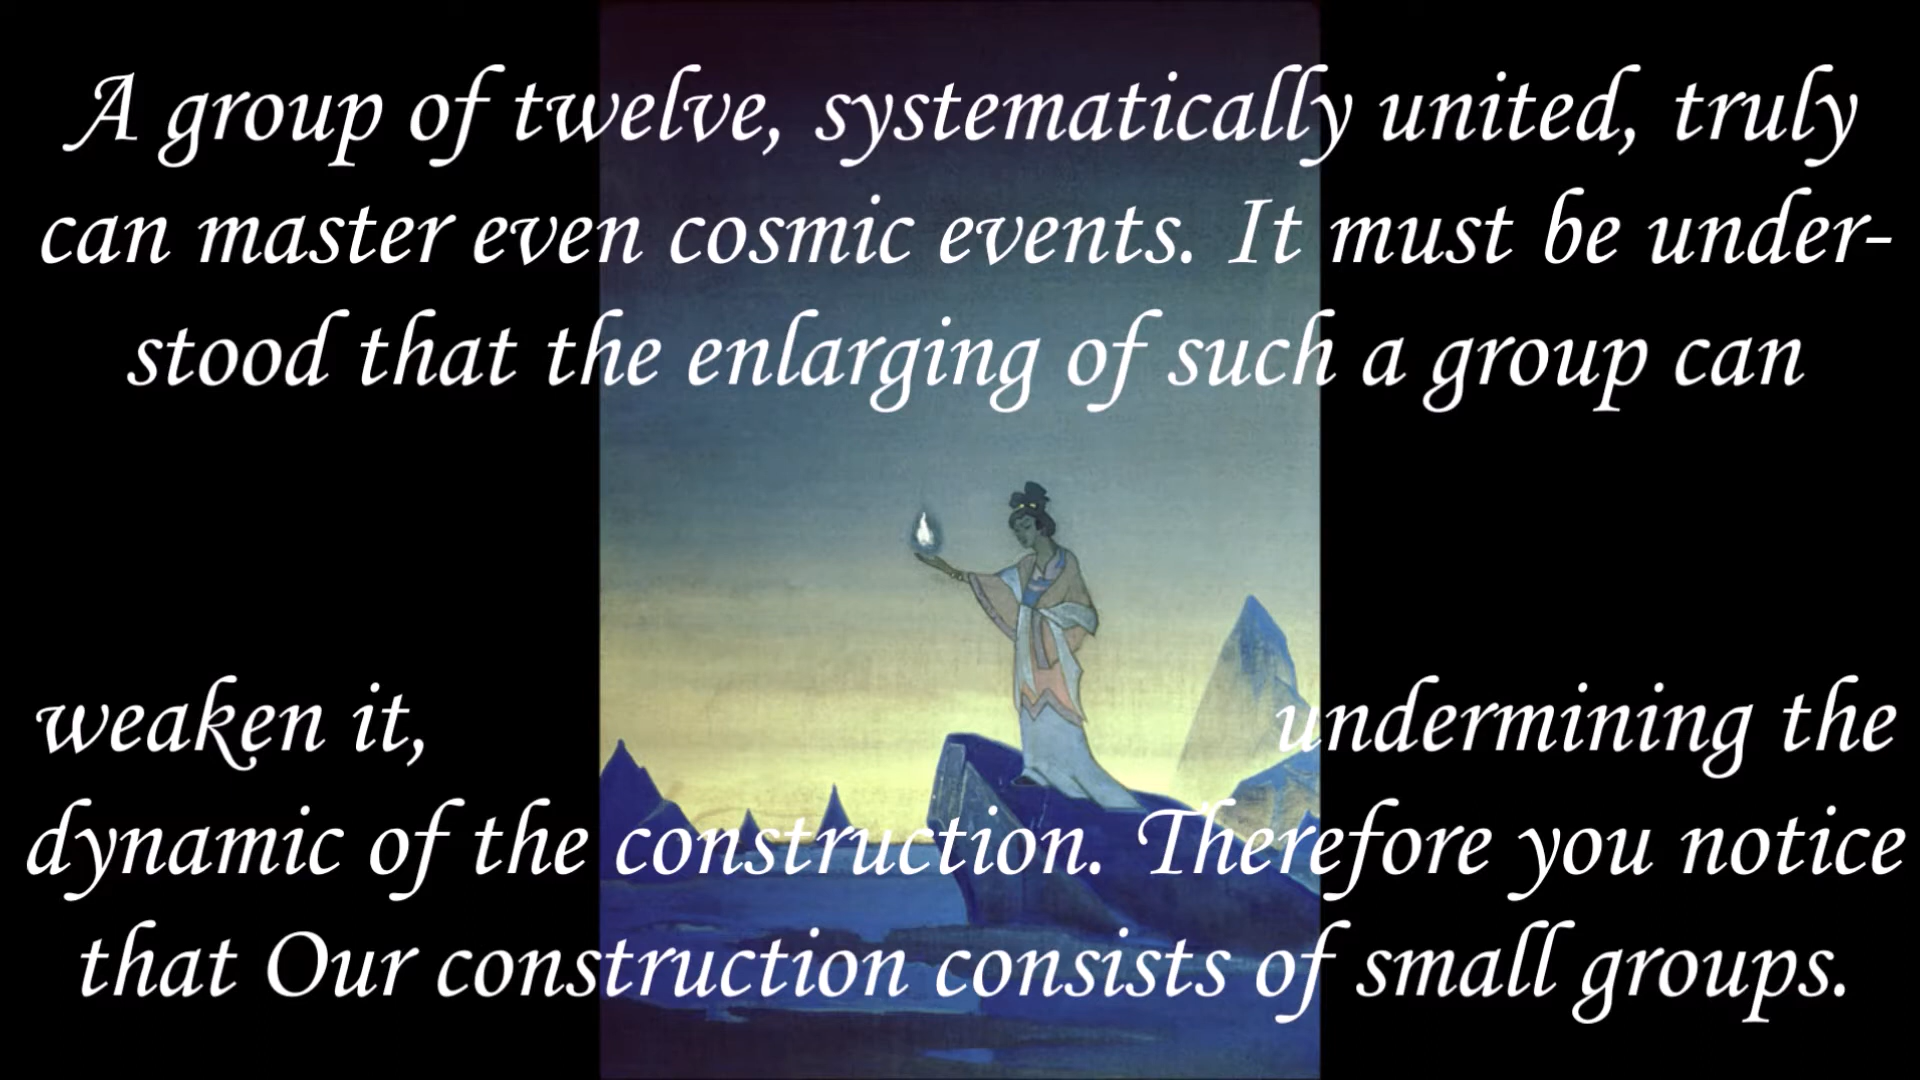 A group of twelve, systematically united, truly
can master even cosmic events. It must be under-
stood that the enlarging of such a group can
weaken it, undermining the
dynamic of the construction. Therefore you notice
that Our construction consists of small groups.